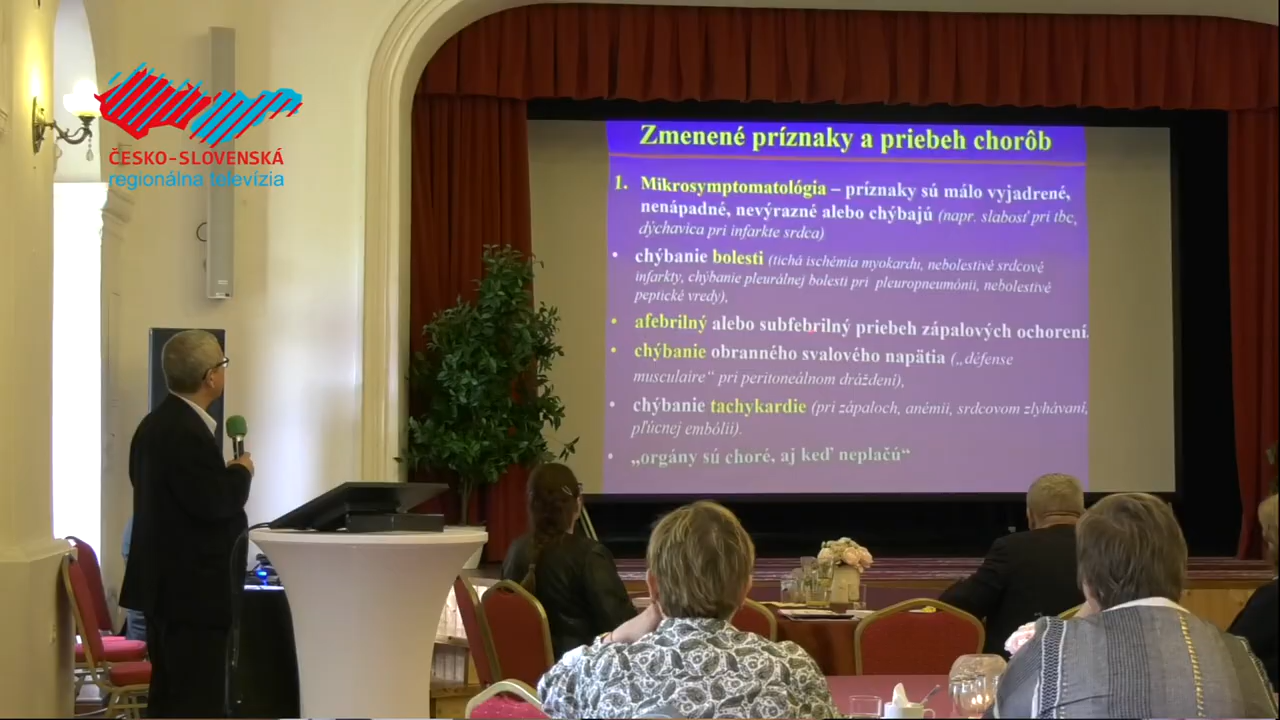 ČESKO-SLOVENSKÁ
regionálna televízia
Zmenené príznaky a priebeh chorôb
1. Mikrosymptomatológia – príznaky sú málo vyjadrené,
nenápadné, nevýrazné alebo chýbajú (napr. slabosť pri tbc,
dýchavica pri infarkte srdca)
• chýbanie bolesti (tichá ischémia myokardu, nebolestivé srdcové
infarkty, chýbanie pleurálnej bolesti pri pleuropneumónii, nebolestivé
peptické vredy),
• afebrilný alebo subfebrilný priebeh zápalových ochorení.
• chýbanie obranného svalového napätia („défense
musculaire“ pri peritoneálnom dráždení),
• chýbanie tachykardie (pri zápaloch, anémii, srdcovom zlyhávaní,
pľúcnej embólii).
• „orgány sú choré, aj keď neplačú“